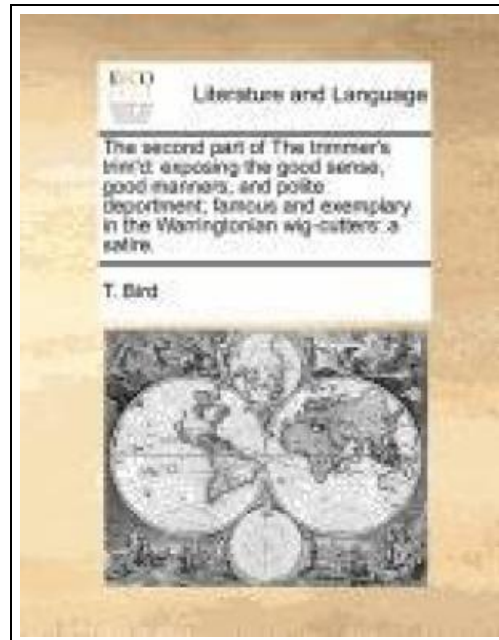 ECCO
Literature and Language
The second part of The trimmer's
trim'd: exposing the good sense,
good manners, and polite
deportment; famous and exemplary
in the Warringtonian wig-cutters: a
satire.
T. Bird